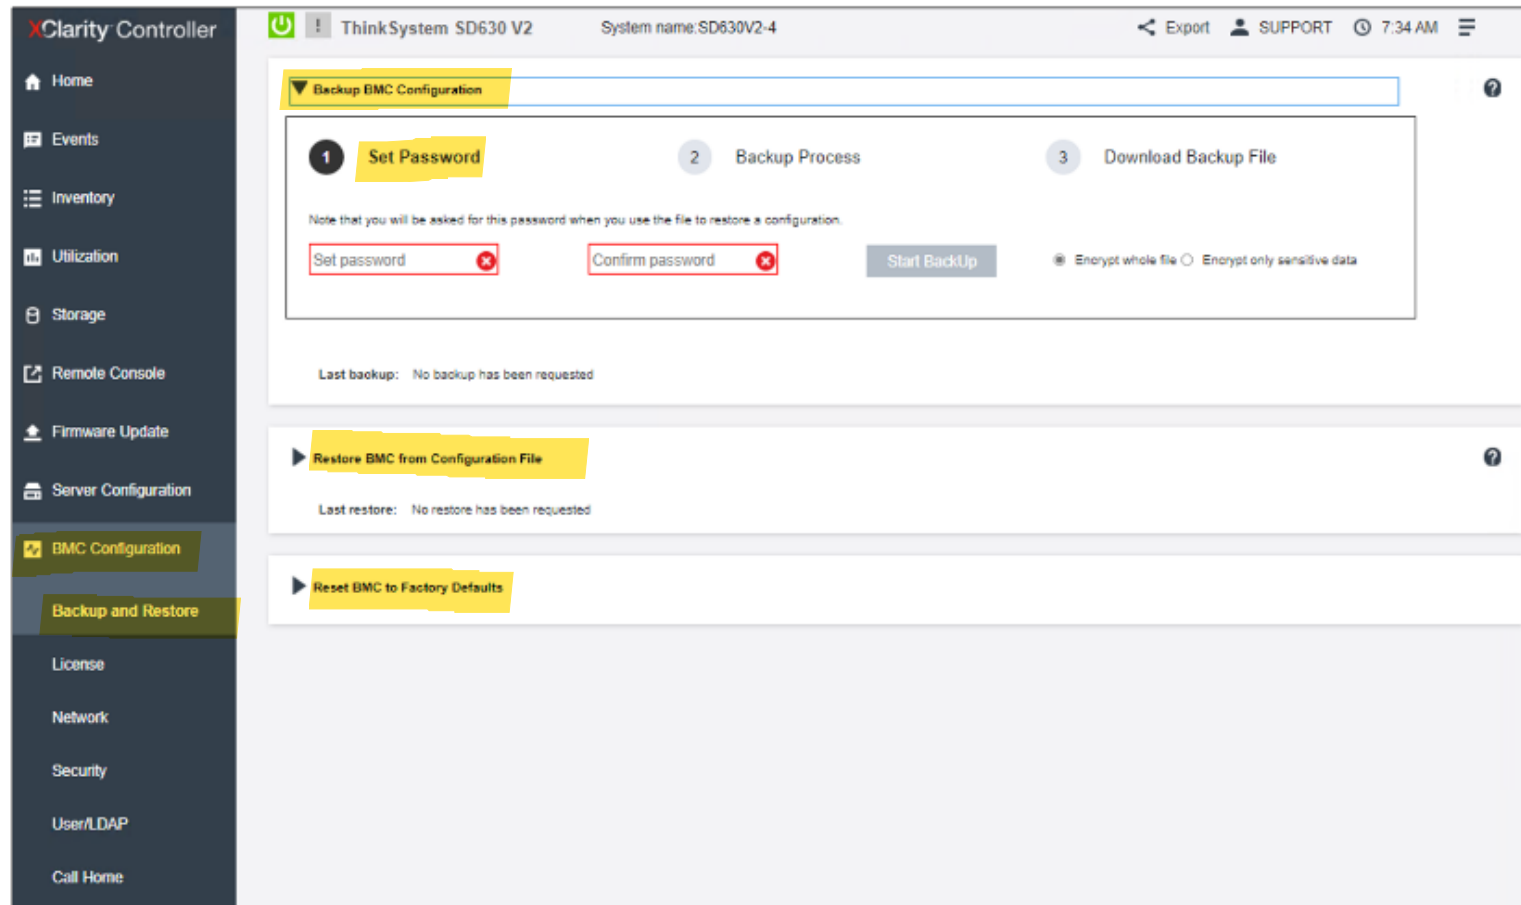 XClarity Controller
ThinkSystem SD630 V2 System name:SD630V2-4 Export SUPPORT 7:34 AM
Home
Events
Inventory
Utilization
Storage
Remote Console
Firmware Update
Server Configuration
BMC Configuration
Backup and Restore
License
Network
Security
User/LDAP
Call Home
Backup BMC Configuration
1 Set Password 2 Backup Process 3 Download Backup File
Note that you will be asked for this password when you use the file to restore a configuration.
Set password Confirm password Start BackUp Encrypt whole file Encrypt only sensitive data
Last backup: No backup has been requested
Restore BMC from Configuration File
Last restore: No restore has been requested
Reset BMC to Factory Defaults